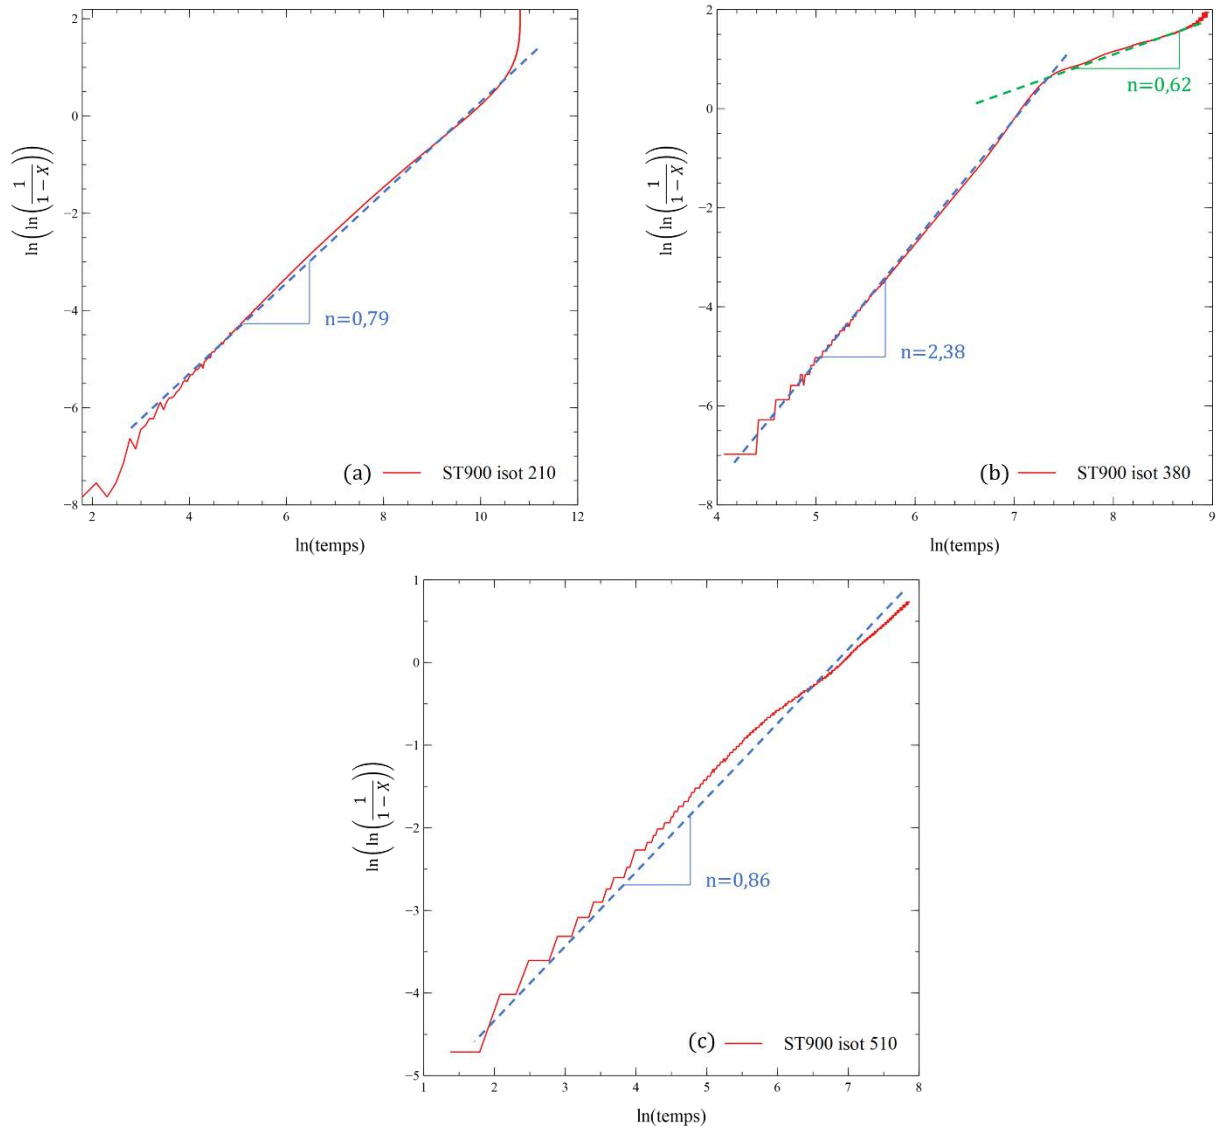 2
0
−2
−4
−6
−8
ln(ln(1/(1 − X)))
n=0,79
(a) ST900 isot 210
2 4 6 8 10 12
ln(temps)
2
0
−2
−4
−6
−8
ln(ln(1/(1 − X)))
n=0,62
n=2,38
(b) ST900 isot 380
4 5 6 7 8 9
ln(temps)
1
0
−1
−2
−3
−4
−5
ln(ln(1/(1 − X)))
n=0,86
(c) ST900 isot 510
1 2 3 4 5 6 7 8
ln(temps)